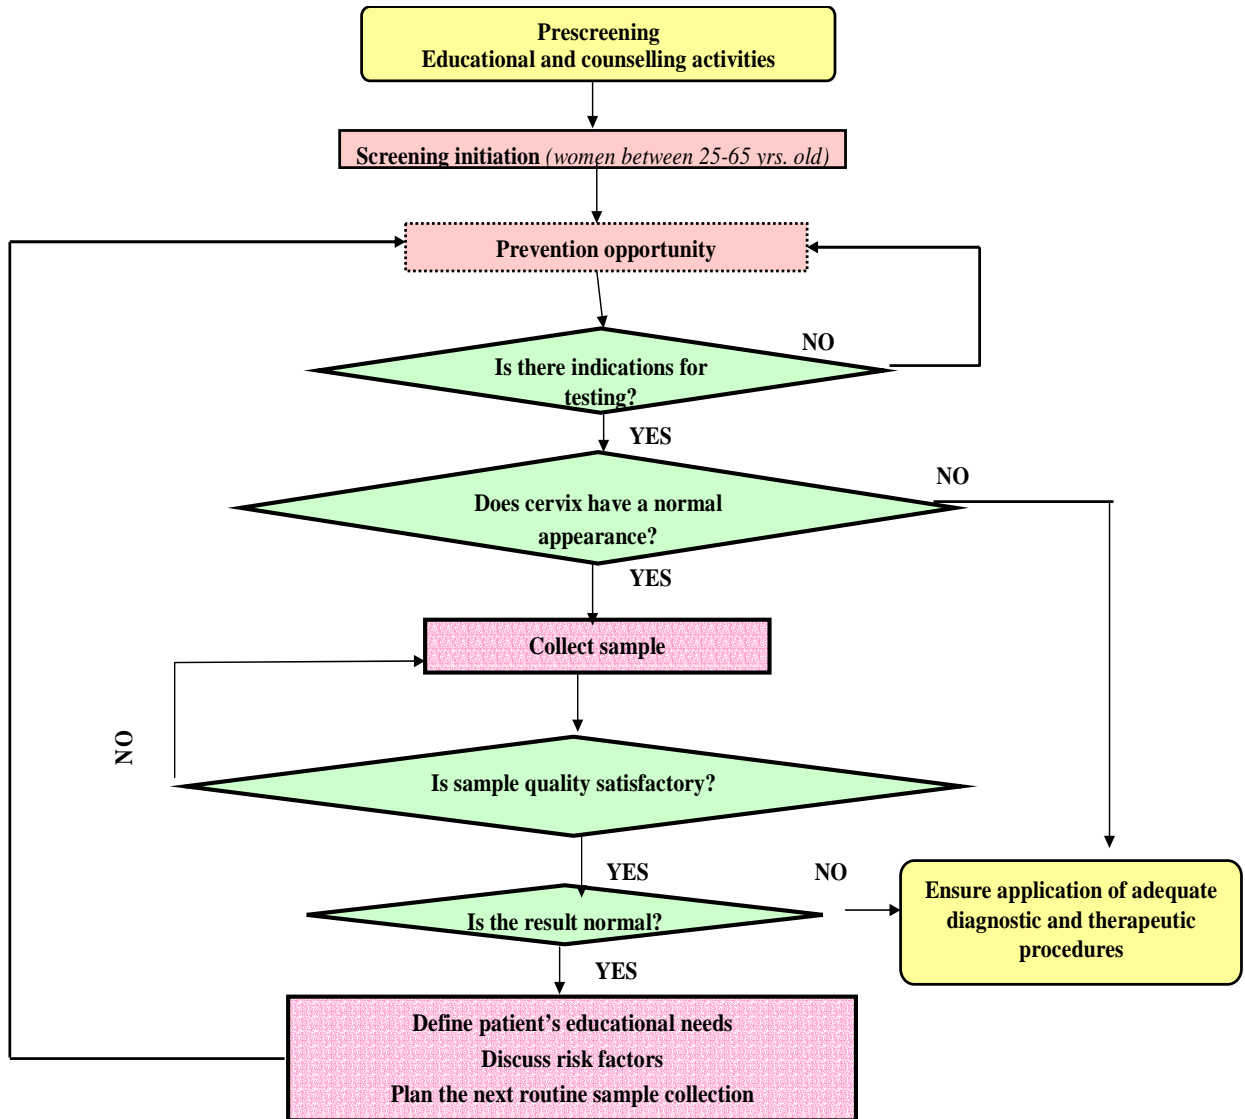 Prescreening
Educational and counselling activities
Screening initiation (women between 25-65 yrs. old)
Prevention opportunity
NO
Is there indications for
testing?
YES
NO
Does cervix have a normal
appearance?
YES
Collect sample
NO
Is sample quality satisfactory?
YES
NO
Ensure application of adequate
diagnostic and therapeutic
procedures
Is the result normal?
YES
Define patient's educational needs
Discuss risk factors
Plan the next routine sample collection